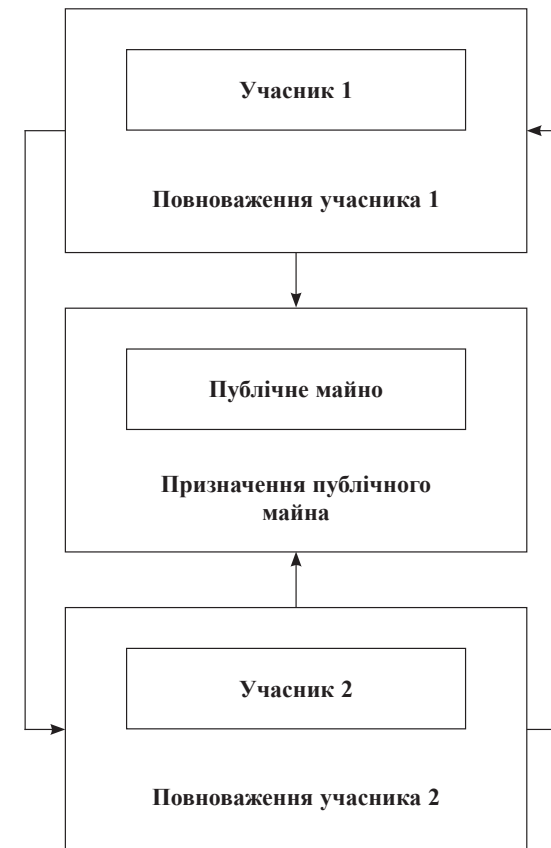 Учасник 1
Повноваження учасника 1
Публічне майно
Призначення публічного
майна
Учасник 2
Повноваження учасника 2